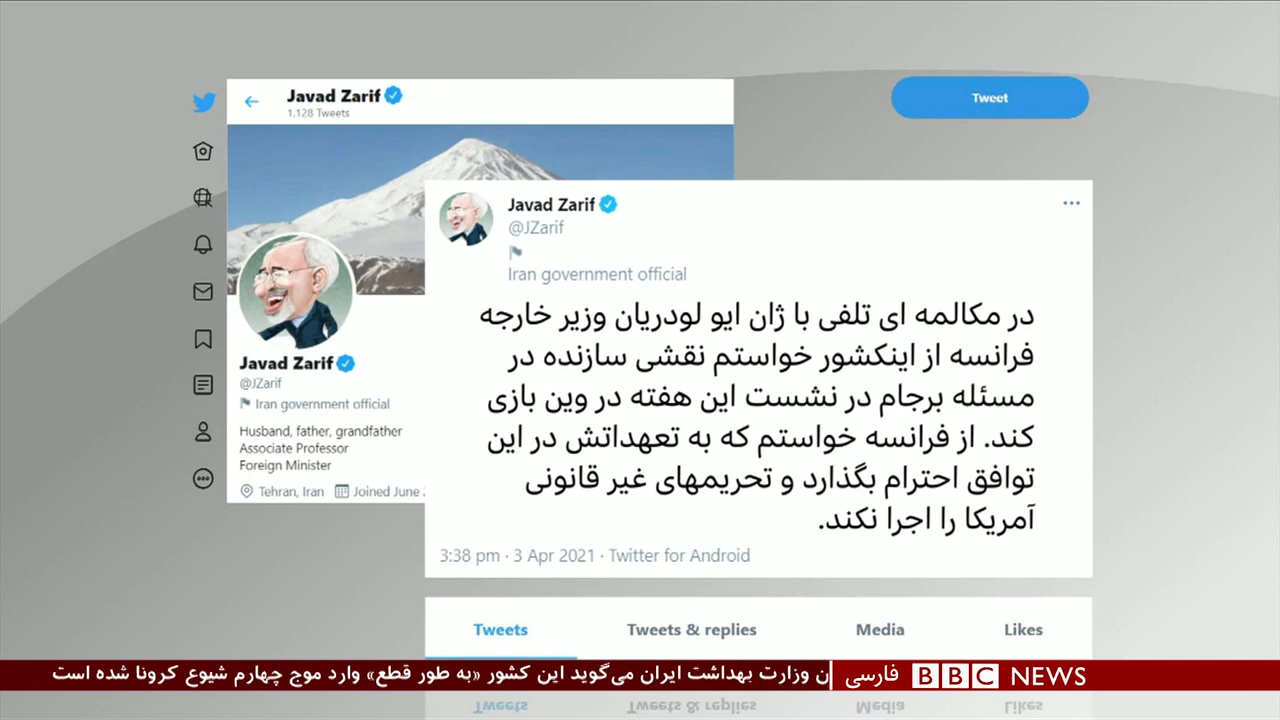 Javad Zarif
1.128 Tweets
Tweet
Javad Zarif
@JZarif
Iran government official
در مکالمه ای تلفی با ژان ایو لودریان وزیر خارجه
فرانسه از اینکشور خواستم نقشی سازنده در
مسئله برجام در نشست این هفته در وین بازی
کند. از فرانسه خواستم که به تعهداتش در این
توافق احترام بگذارد و تحریمهای غیر قانونی
آمریکا را اجرا نکند.
3:38 pm · 3 Apr 2021 · Twitter for Android
Javad Zarif
@JZarif
Iran government official
Husband, father, grandfather
Associate Professor
Foreign Minister
Tehran, Iran Joined June
Tweets Tweets & replies Media Likes
ن وزارت بهداشت ایران می‌گوید این کشور «به طور قطع» وارد موج چهارم شیوع کرونا شده است
BBC NEWS فارسی